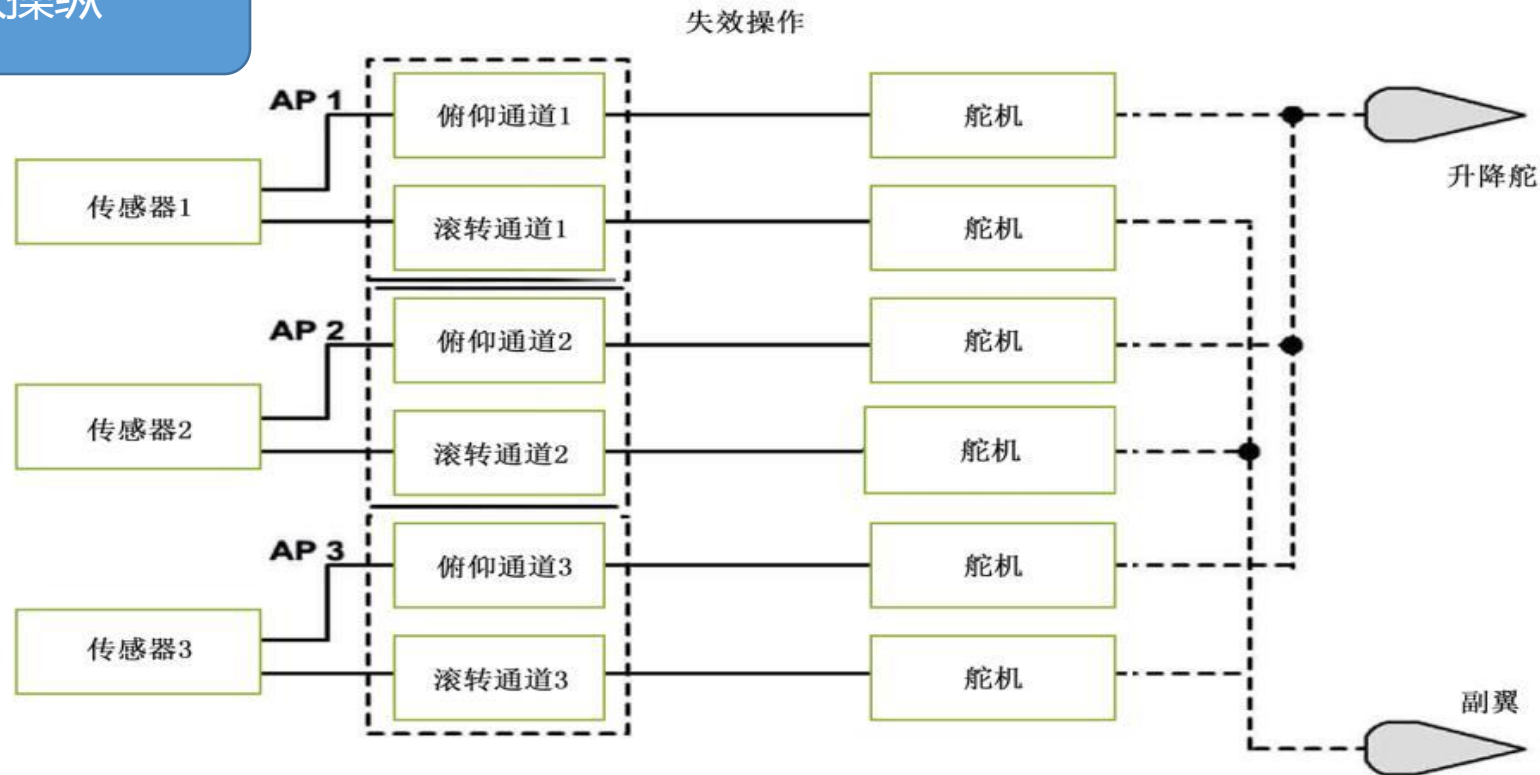 操纵
失效操作
AP 1
俯仰通道1
舵机
传感器1
升降舵
滚转通道1
舵机
AP 2
俯仰通道2
舵机
传感器2
滚转通道2
舵机
AP 3
俯仰通道3
舵机
传感器3
滚转通道3
舵机
副翼